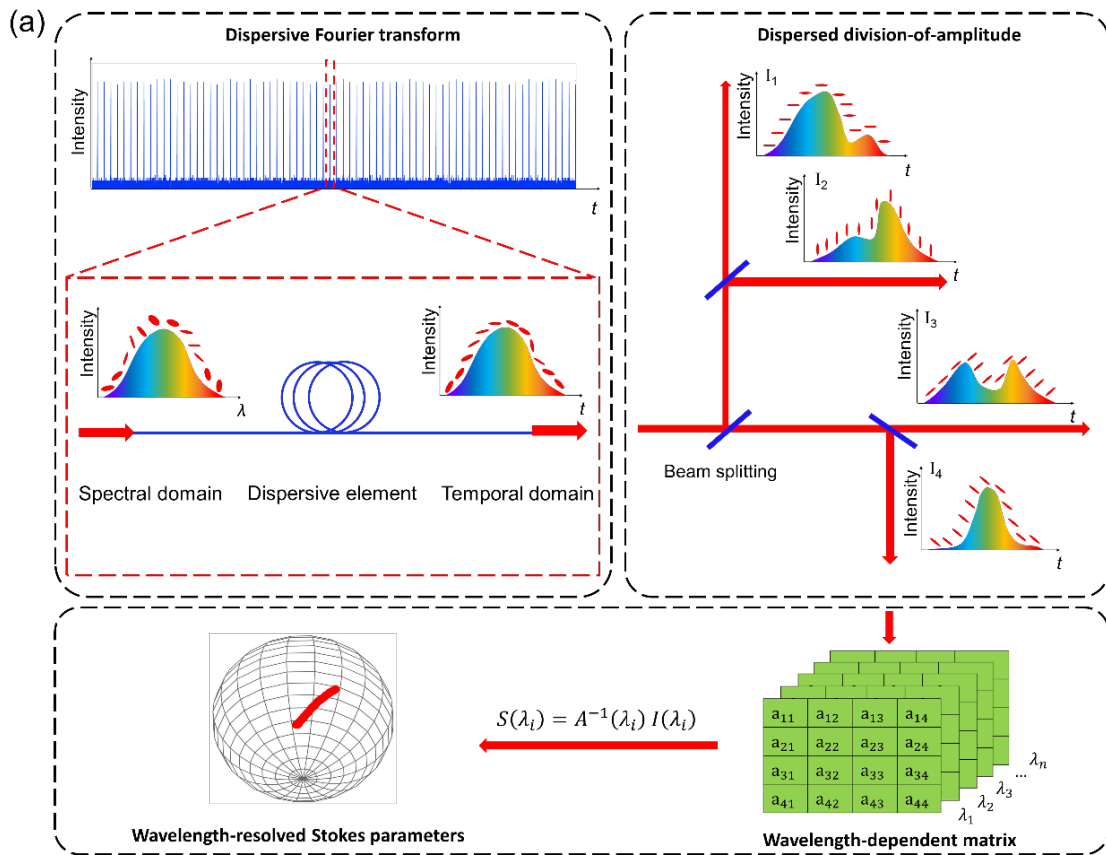 (a)
Dispersive Fourier transform
Intensity
t
Intensity
λ
Intensity
t
Spectral domain
Dispersive element
Temporal domain
Dispersed division-of-amplitude
I₁
Intensity
t
I₂
Intensity
t
I₃
Intensity
t
Beam splitting
I₄
Intensity
t
S(λᵢ) = A⁻¹(λᵢ) I(λᵢ)
a₁₁ a₁₂ a₁₃ a₁₄
a₂₁ a₂₂ a₂₃ a₂₄
a₃₁ a₃₂ a₃₃ a₃₄
a₄₁ a₄₂ a₄₃ a₄₄
λ₁
λ₂
λ₃
...
λₙ
Wavelength-resolved Stokes parameters
Wavelength-dependent matrix